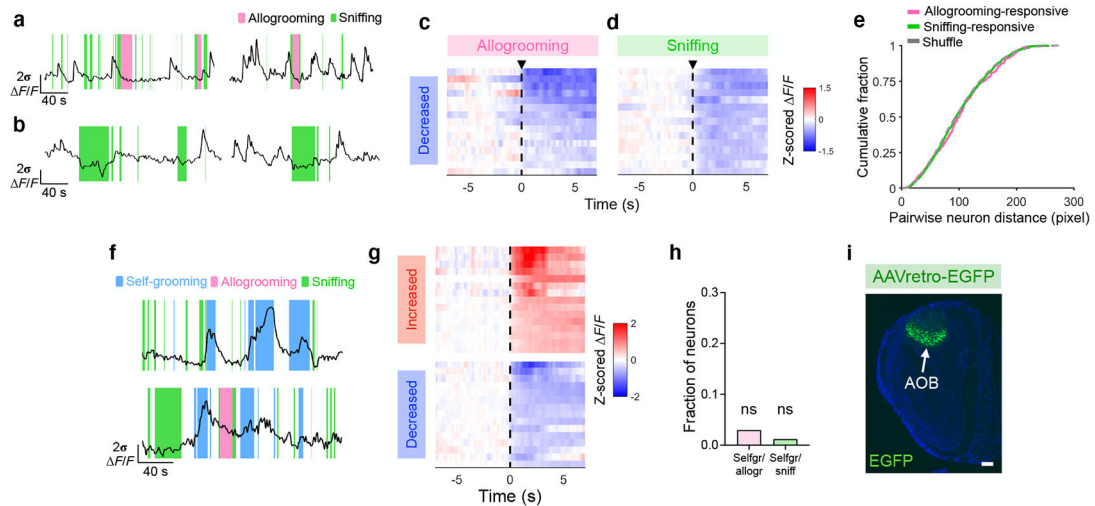 a
Allogrooming
Sniffing
2σ
ΔF/F
40 s
b
2σ
ΔF/F
40 s
c
Allogrooming
Decreased
-5
0
5
Time (s)
d
Sniffing
-5
0
5
1.5
0
-1.5
Z-scored ΔF/F
e
Allogrooming-responsive
Sniffing-responsive
Shuffle
Cumulative fraction
1
0.75
0.5
0.25
0
0
100
200
300
Pairwise neuron distance (pixel)
f
Self-grooming
Allogrooming
Sniffing
2σ
ΔF/F
40 s
g
Increased
Decreased
-5
0
5
Time (s)
2
0
-2
Z-scored ΔF/F
h
Fraction of neurons
0.3
0.2
0.1
0.0
ns
ns
Selfgr/
allogr
Selfgr/
sniff
i
AAVretro-EGFP
AOB
EGFP